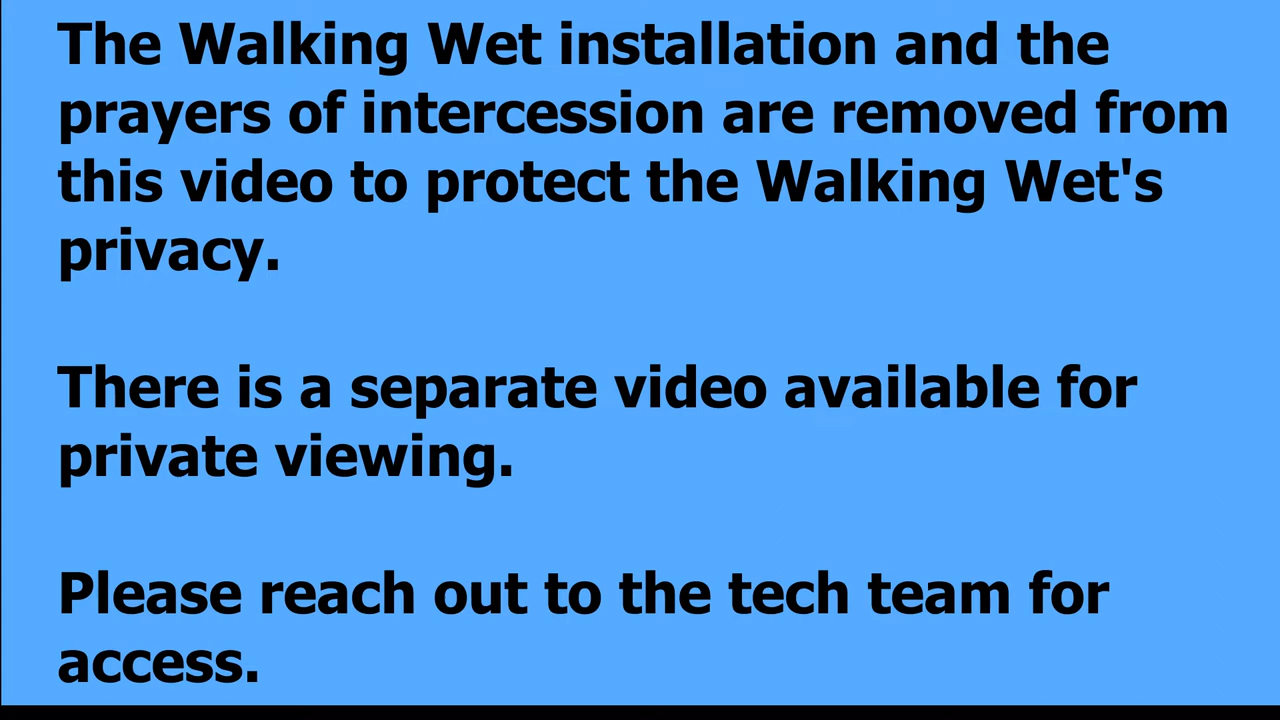 The Walking Wet installation and the
prayers of intercession are removed from
this video to protect the Walking Wet's
privacy.
There is a separate video available for
private viewing.
Please reach out to the tech team for
access.